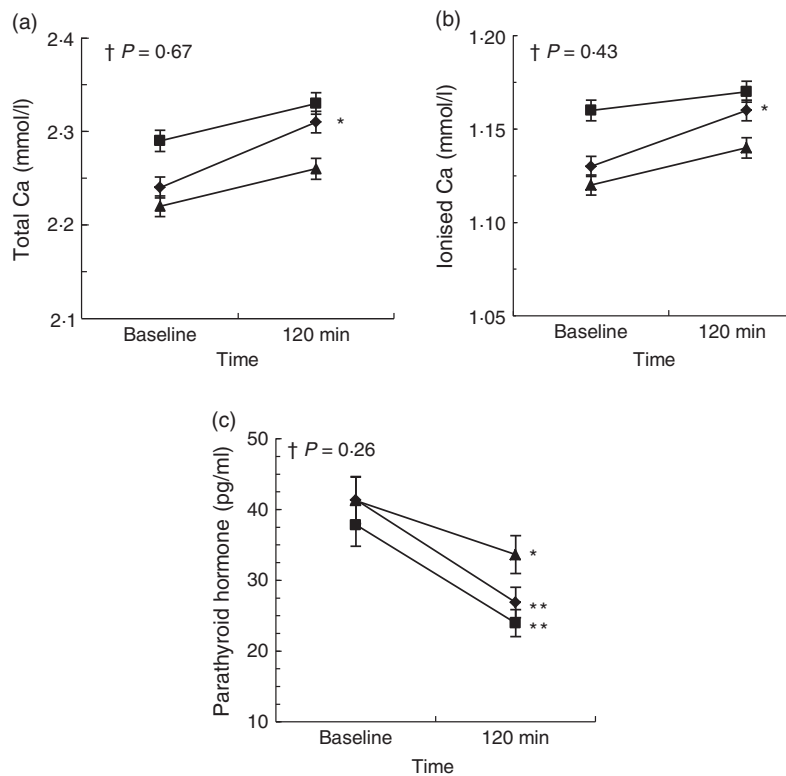 (a)
† P = 0·67
Total Ca (mmol/l)
2·4
2·3
2·2
2·1
*
Baseline 120 min
Time
(b)
† P = 0·43
Ionised Ca (mmol/l)
1·20
1·15
1·10
1·05
*
Baseline 120 min
Time
(c)
† P = 0·26
Parathyroid hormone (pg/ml)
50
40
30
20
10
*
**
**
Baseline 120 min
Time